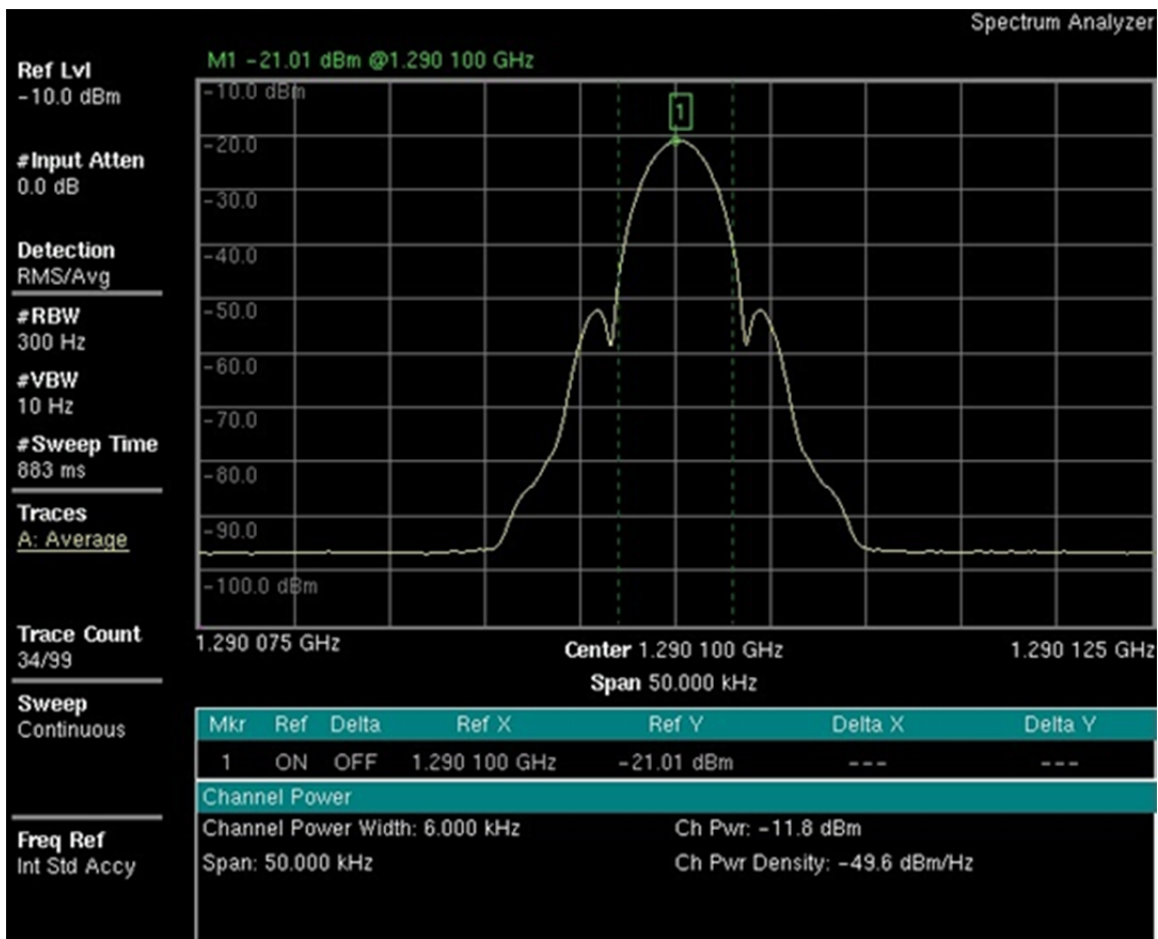 Spectrum Analyzer
M1 -21.01 dBm @1.290 100 GHz
Ref Lvl
-10.0 dBm
#Input Atten
0.0 dB
Detection
RMS/Avg
#RBW
300 Hz
#VBW
10 Hz
#Sweep Time
883 ms
Traces
A: Average
Trace Count
34/99
Sweep
Continuous
Freq Ref
Int Std Accy
-10.0 dBm
1
-20.0
-30.0
-40.0
-50.0
-60.0
-70.0
-80.0
-90.0
-100.0 dBm
1.290 075 GHz
Center 1.290 100 GHz
1.290 125 GHz
Span 50.000 kHz
Mkr Ref Delta Ref X Ref Y Delta X Delta Y
1 ON OFF 1.290 100 GHz -21.01 dBm --- ---
Channel Power
Channel Power Width: 6.000 kHz Ch Pwr: -11.8 dBm
Span: 50.000 kHz Ch Pwr Density: -49.6 dBm/Hz